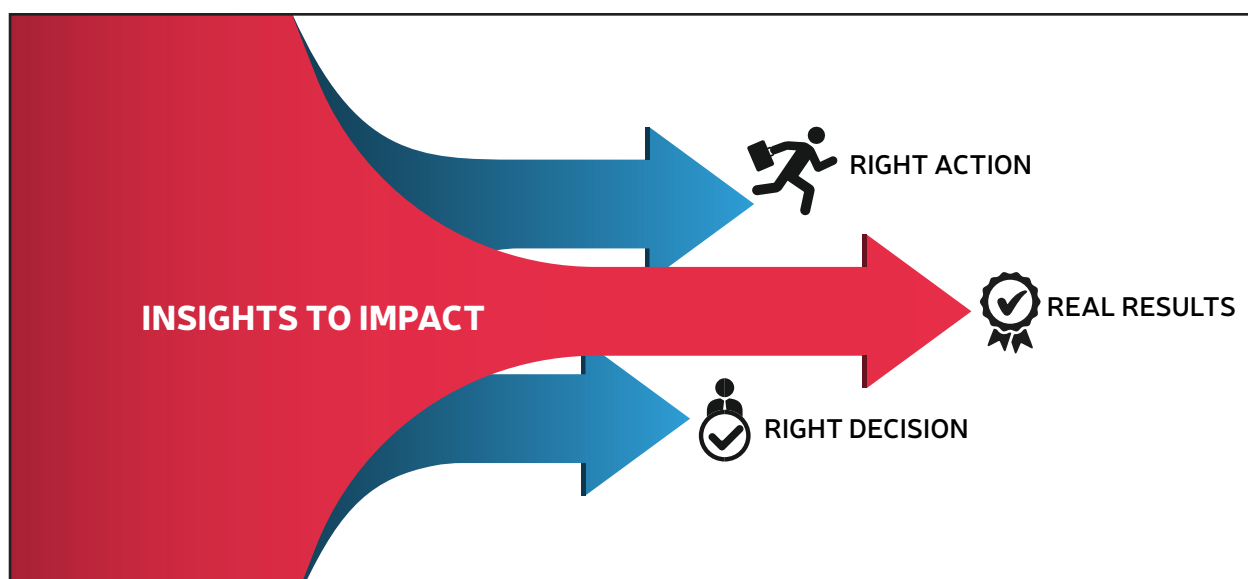 RIGHT ACTION
INSIGHTS TO IMPACT
REAL RESULTS
RIGHT DECISION